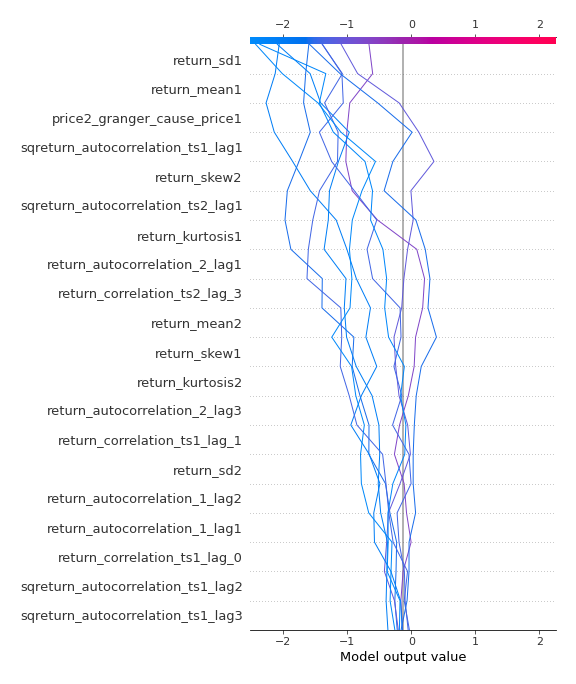 −2 −1 0 1 2
return_sd1
return_mean1
price2_granger_cause_price1
sqreturn_autocorrelation_ts1_lag1
return_skew2
sqreturn_autocorrelation_ts2_lag1
return_kurtosis1
return_autocorrelation_2_lag1
return_correlation_ts2_lag_3
return_mean2
return_skew1
return_kurtosis2
return_autocorrelation_2_lag3
return_correlation_ts1_lag_1
return_sd2
return_autocorrelation_1_lag2
return_autocorrelation_1_lag1
return_correlation_ts1_lag_0
sqreturn_autocorrelation_ts1_lag2
sqreturn_autocorrelation_ts1_lag3
−2 −1 0 1 2
Model output value